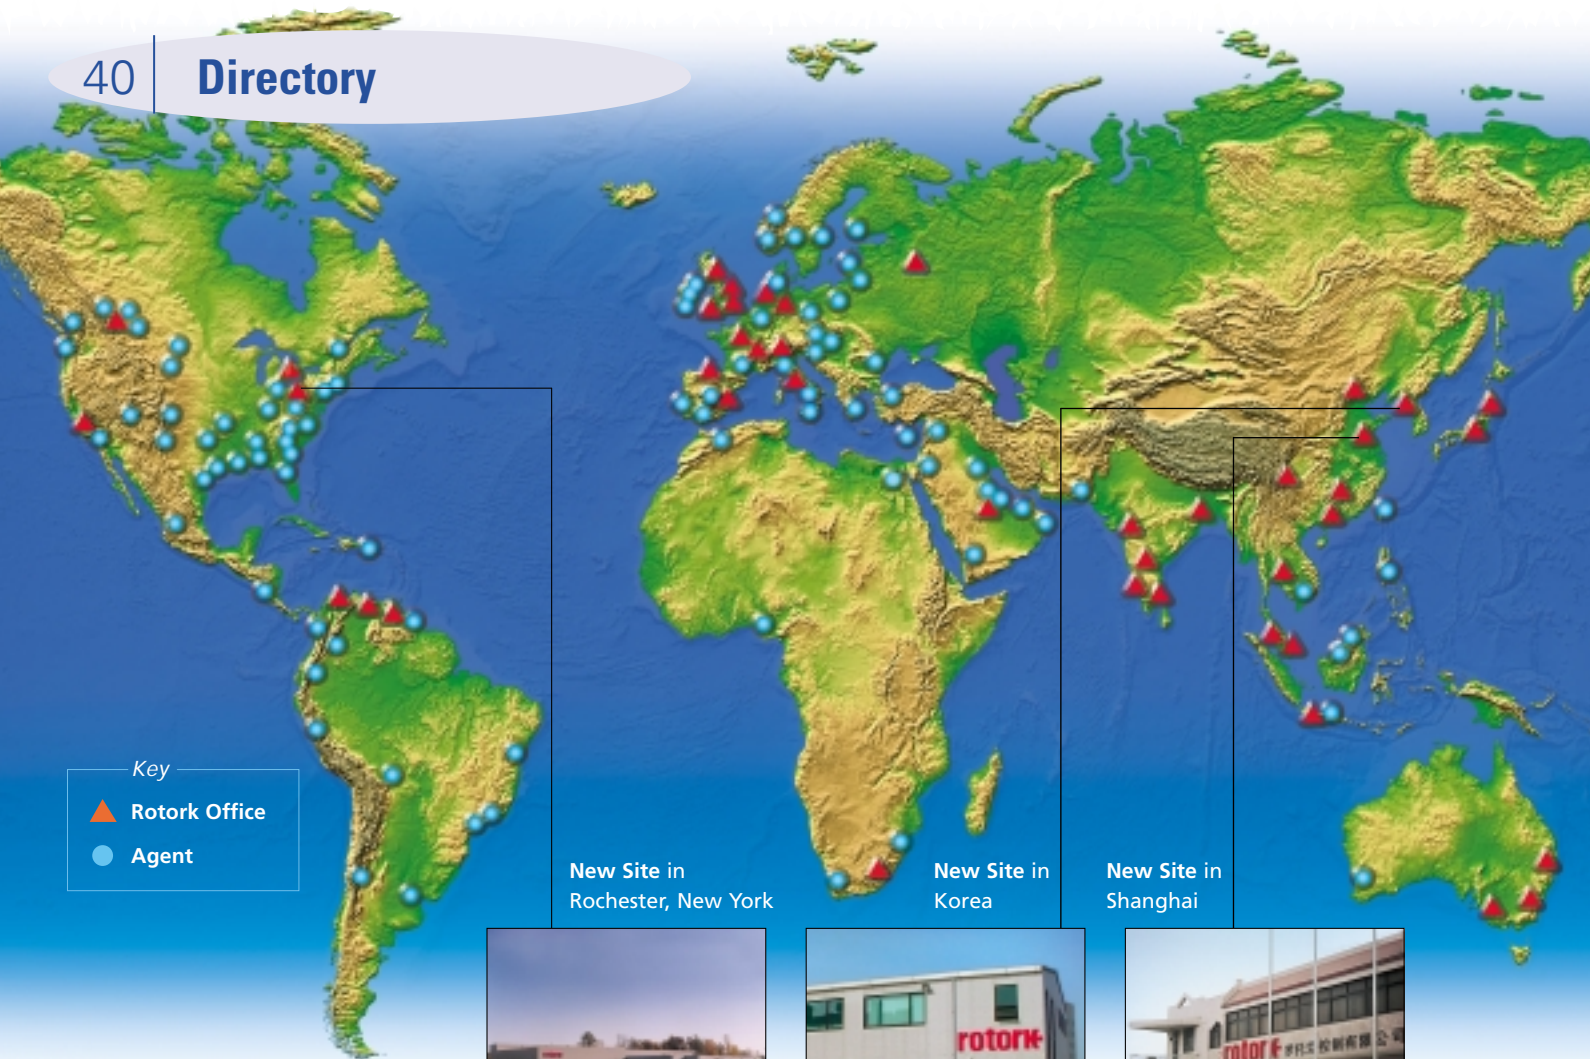 40
Directory
Key
Rotork Office
Agent
New Site in
Rochester, New York
New Site in
Korea
New Site in
Shanghai
rotork
rotork